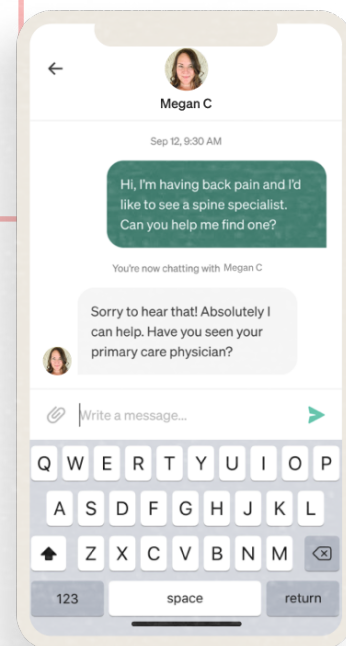 Megan C
Sep 12, 9:30 AM
Hi, I'm having back pain and I'd
like to see a spine specialist.
Can you help me find one?
You're now chatting with Megan C
Sorry to hear that! Absolutely I
can help. Have you seen your
primary care physician?
Write a message...
Q W E R T Y U I O P
A S D F G H J K L
Z X C V B N M
123 space return